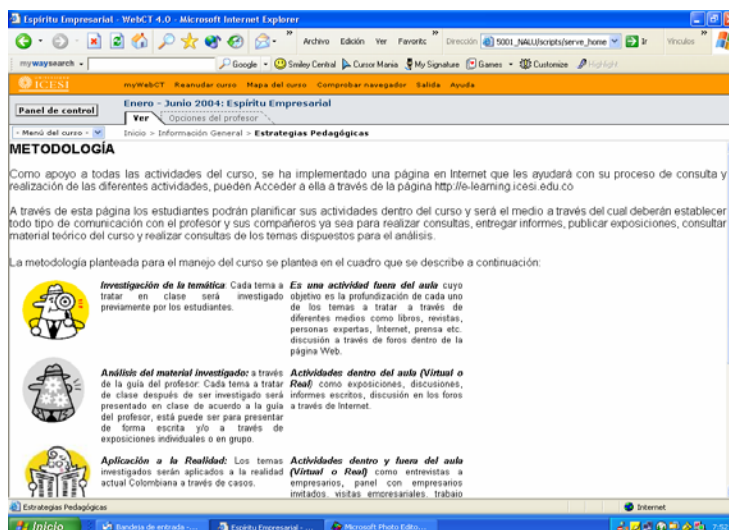 Espíritu Empresarial - WebCT 4.0 - Microsoft Internet Explorer
Archivo Edición Ver Favoritc » Dirección 5001_NALU/scripts/serve_home Ir Vínculos »
mywaysearch Google Smiley Central Cursor Mania My Signature Games Customize Highlight
ICESI myWebCT Reanudar curso Mapa del curso Comprobar navegador Salida Ayuda
Panel de control
Enero - Junio 2004: Espíritu Empresarial
Ver Opciones del profesor
- Menú del curso - Inicio > Información General > Estrategias Pedagógicas
METODOLOGÍA
Como apoyo a todas las actividades del curso, se ha implementado una página en Internet que les ayudará con su proceso de consulta y
realización de las diferentes actividades, pueden Acceder a ella a través de la página http://e-learning.icesi.edu.co
A través de esta página los estudiantes podrán planificar sus actividades dentro del curso y será el medio a través del cual deberán establecer
todo tipo de comunicación con el profesor y sus compañeros ya sea para realizar consultas, entregar informes, publicar exposiciones, consultar
material teórico del curso y realizar consultas de los temas dispuestos para el análisis.
La metodología planteada para el manejo del curso se plantea en el cuadro que se describe a continuación:
Investigación de la temática: Cada tema a
tratar en clase será investigado
previamente por los estudiantes.
Es una actividad fuera del aula cuyo
objetivo es la profundización de cada uno
de los temas a tratar a través de
diferentes medios como libros, revistas,
personas expertas, Internet, prensa etc.
discusión a través de foros dentro de la
página Web.
Análisis del material investigado: a través
de la guía del profesor: Cada tema a tratar
de clase después de ser investigado será
presentado en clase de acuerdo a la guía
del profesor, está puede ser para presentar
de forma escrita y/o a través de
exposiciones individuales o en grupo.
Actividades dentro del aula (Virtual o
Real) como exposiciones, discusiones,
informes escritos, discusión en los foros
a través de Internet.
Aplicación a la Realidad: Los temas
investigados serán aplicados a la realidad
actual Colombiana a través de casos.
Actividades dentro y fuera del aula
(Virtual o Real) como entrevistas a
empresarios, panel con empresarios
invitados, visitas empresariales, trabajo
Estrategias Pedagógicas Internet
Inicio Bandeja de entrada -... Espíritu Empresarial - ... Microsoft Photo Edito... 7:52